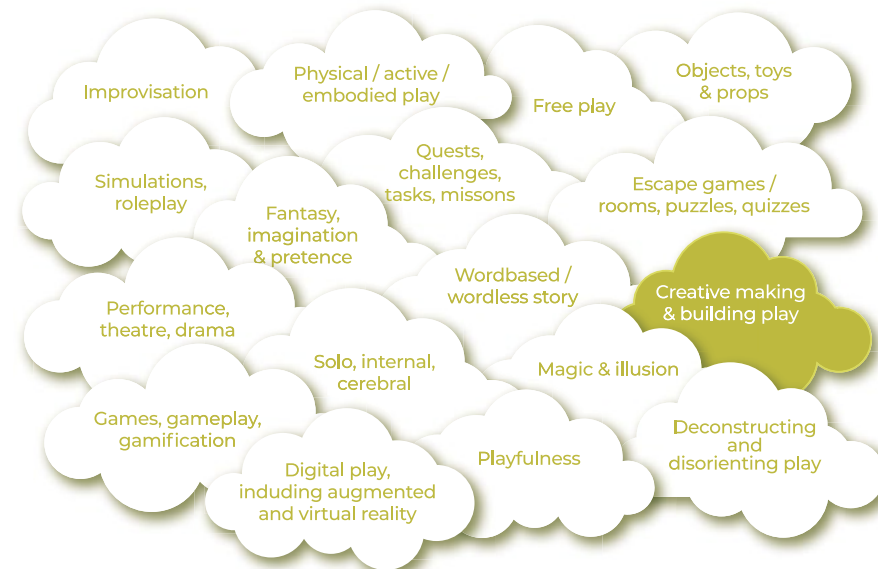 Improvisation
Physical / active /
embodied play
Free play
Objects, toys
& props
Simulations,
roleplay
Quests,
challenges,
tasks, missons
Escape games /
rooms, puzzles, quizzes
Fantasy,
imagination
& pretence
Wordbased /
wordless story
Creative making
& building play
Performance,
theatre, drama
Solo, internal,
cerebral
Magic & illusion
Games, gameplay,
gamification
Digital play,
induding augmented
and virtual reality
Playfulness
Deconstructing
and
disorienting play